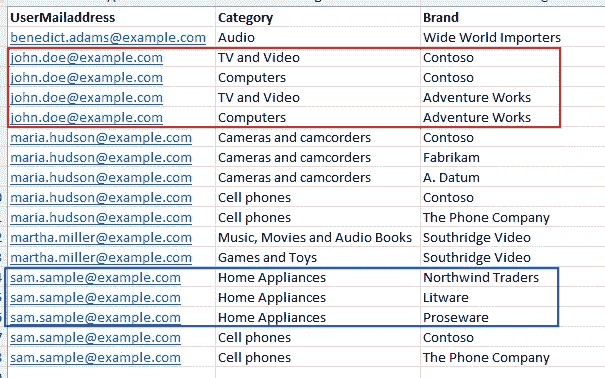 UserMailaddress Category Brand
benedict.adams@example.com Audio Wide World Importers
john.doe@example.com TV and Video Contoso
john.doe@example.com Computers Contoso
john.doe@example.com TV and Video Adventure Works
john.doe@example.com Computers Adventure Works
maria.hudson@example.com Cameras and camcorders Contoso
maria.hudson@example.com Cameras and camcorders Fabrikam
maria.hudson@example.com Cameras and camcorders A. Datum
maria.hudson@example.com Cell phones Contoso
maria.hudson@example.com Cell phones The Phone Company
martha.miller@example.com Music, Movies and Audio Books Southridge Video
martha.miller@example.com Games and Toys Southridge Video
sam.sample@example.com Home Appliances Northwind Traders
sam.sample@example.com Home Appliances Litware
sam.sample@example.com Home Appliances Proseware
sam.sample@example.com Cell phones Contoso
sam.sample@example.com Cell phones The Phone Company